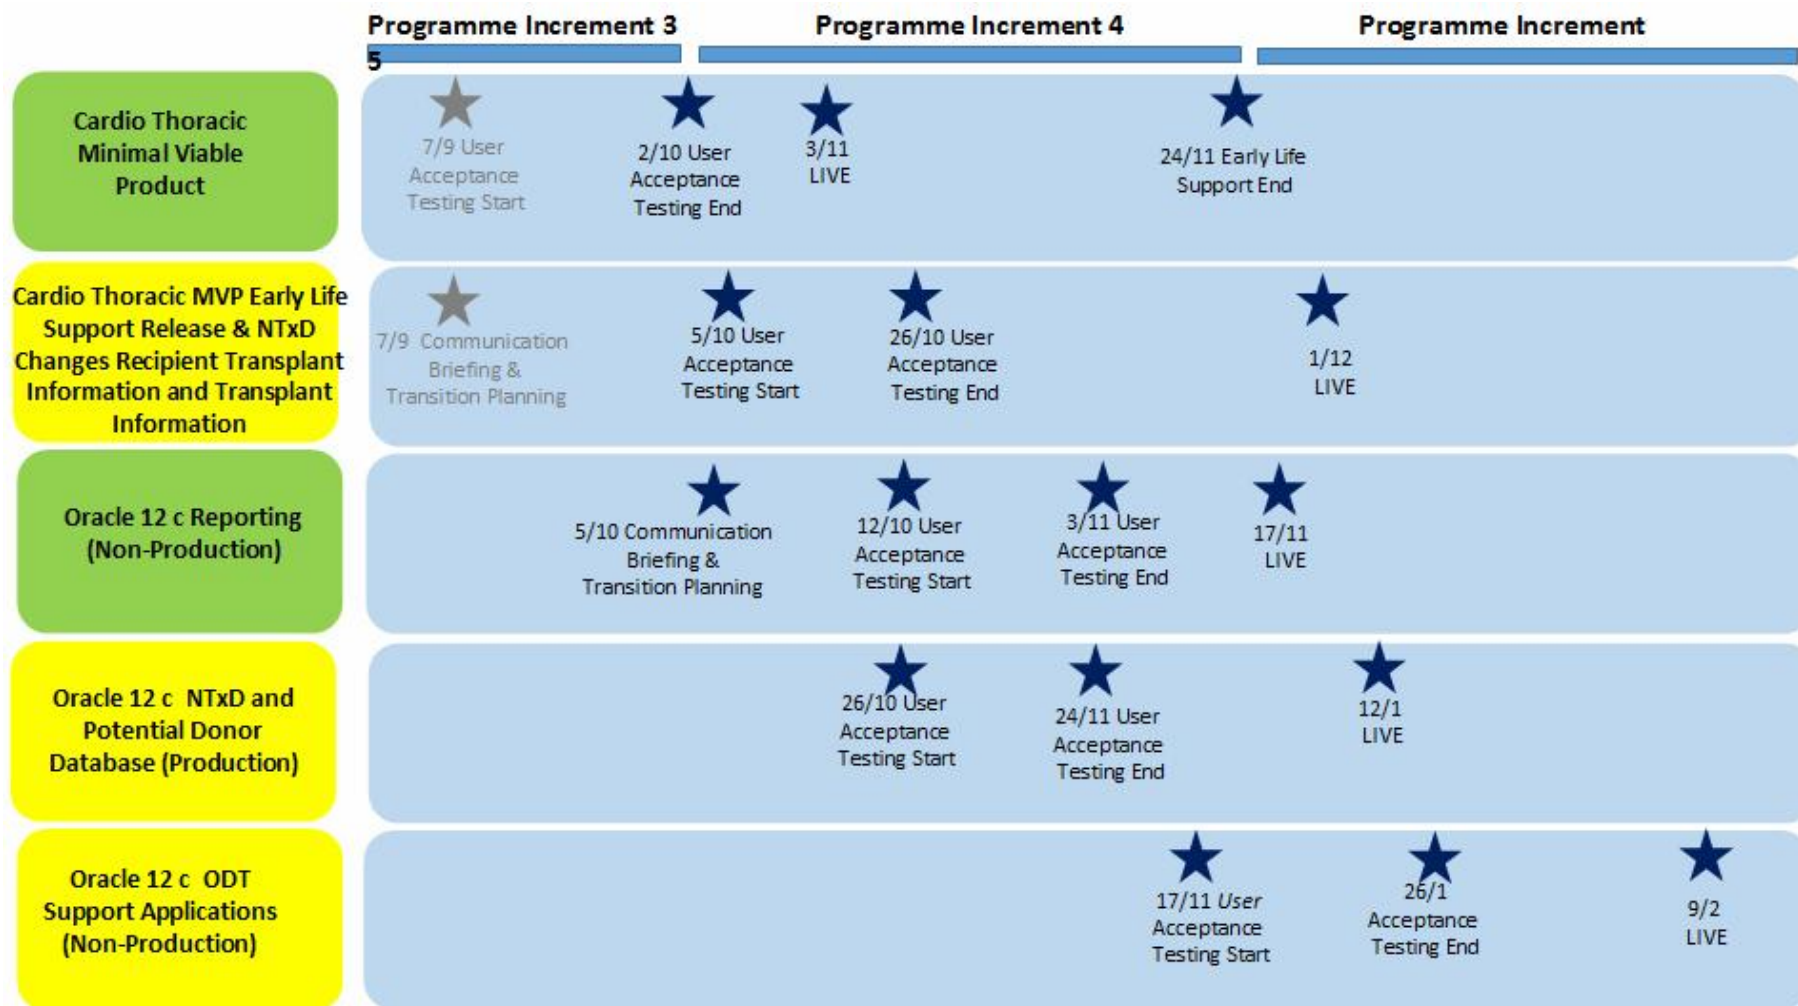 Programme Increment 3 Programme Increment 4 Programme Increment
5
Cardio Thoracic
Minimal Viable
Product
7/9 User
Acceptance
Testing Start
2/10 User
Acceptance
Testing End
3/11
LIVE
24/11 Early Life
Support End
Cardio Thoracic MVP Early Life
Support Release & NTxD
Changes Recipient Transplant
Information and Transplant
Information
7/9 Communication
Briefing &
Transition Planning
5/10 User
Acceptance
Testing Start
26/10 User
Acceptance
Testing End
1/12
LIVE
Oracle 12 c Reporting
(Non-Production)
5/10 Communication
Briefing &
Transition Planning
12/10 User
Acceptance
Testing Start
3/11 User
Acceptance
Testing End
17/11
LIVE
Oracle 12 c NTxD and
Potential Donor
Database (Production)
26/10 User
Acceptance
Testing Start
24/11 User
Acceptance
Testing End
12/1
LIVE
Oracle 12 c ODT
Support Applications
(Non-Production)
17/11 User
Acceptance
Testing Start
26/1
Acceptance
Testing End
9/2
LIVE